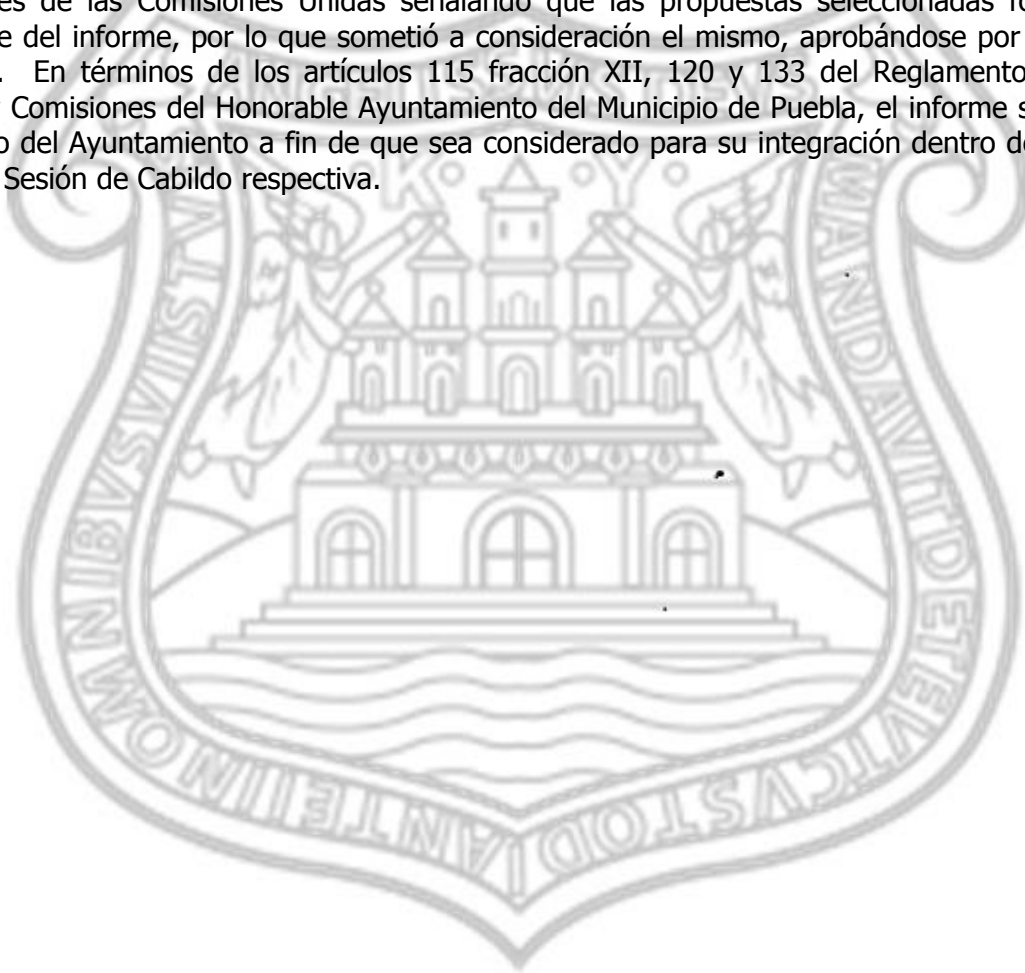 es de las Comisiones Unidas señalando que las propuestas seleccionadas fo
e del informe, por lo que sometió a consideración el mismo, aprobándose por
. En términos de los artículos 115 fracción XII, 120 y 133 del Reglamento
Comisiones del Honorable Ayuntamiento del Municipio de Puebla, el informe s
o del Ayuntamiento a fin de que sea considerado para su integración dentro de
Sesión de Cabildo respectiva.
K · Y